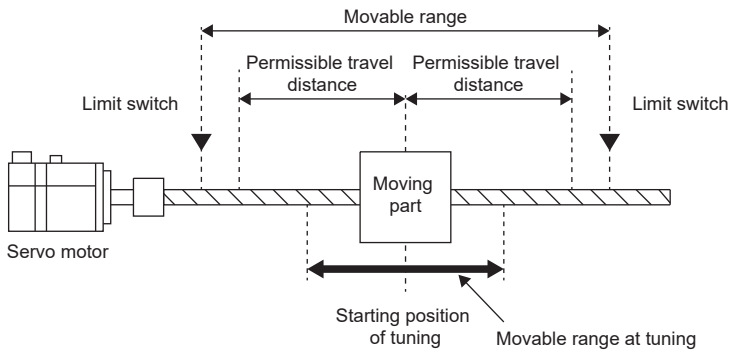 Movable range
Permissible travel
distance
Permissible travel
distance
Limit switch
Limit switch
Moving
part
Servo motor
Starting position
of tuning
Movable range at tuning